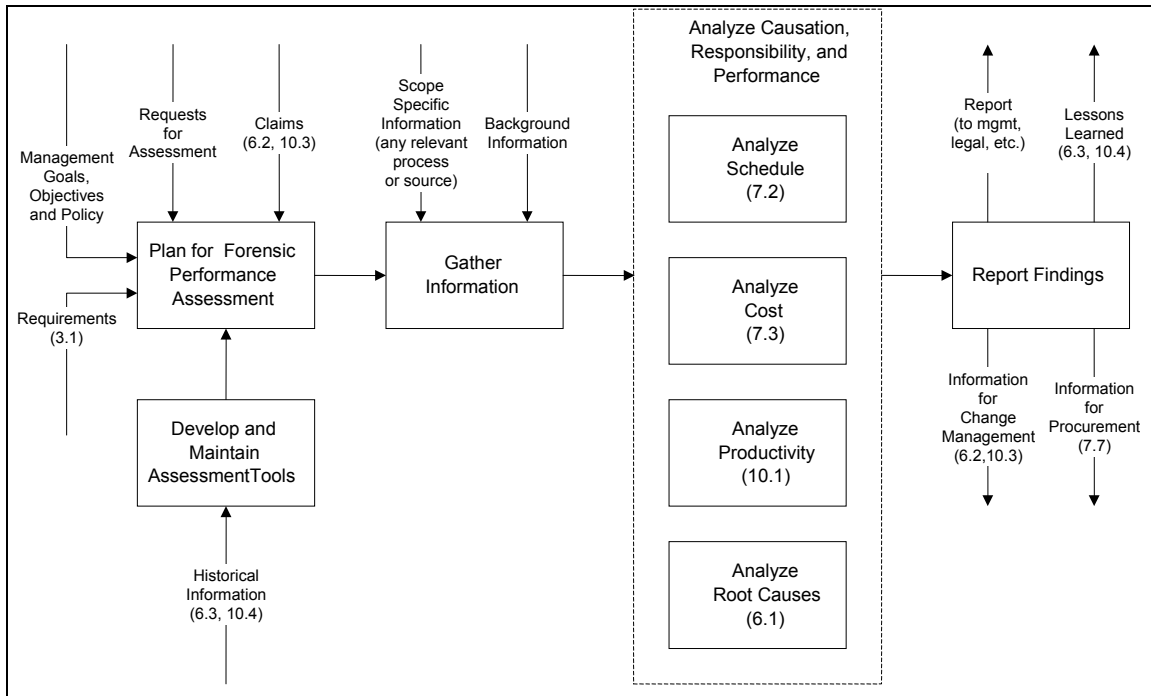 Management
Goals,
Objectives
and Policy
Requests
for
Assessment
Claims
(6.2, 10.3)
Requirements
(3.1)
Plan for Forensic
Performance
Assessment
Develop and
Maintain
AssessmentTools
Historical
Information
(6.3, 10.4)
Scope
Specific
Information
(any relevant
process
or source)
Background
Information
Gather
Information
Analyze Causation,
Responsibility, and
Performance
Analyze
Schedule
(7.2)
Analyze
Cost
(7.3)
Analyze
Productivity
(10.1)
Analyze
Root Causes
(6.1)
Report
(to mgmt,
legal, etc.)
Lessons
Learned
(6.3, 10.4)
Report Findings
Information
for
Change
Management
(6.2,10.3)
Information
for
Procurement
(7.7)